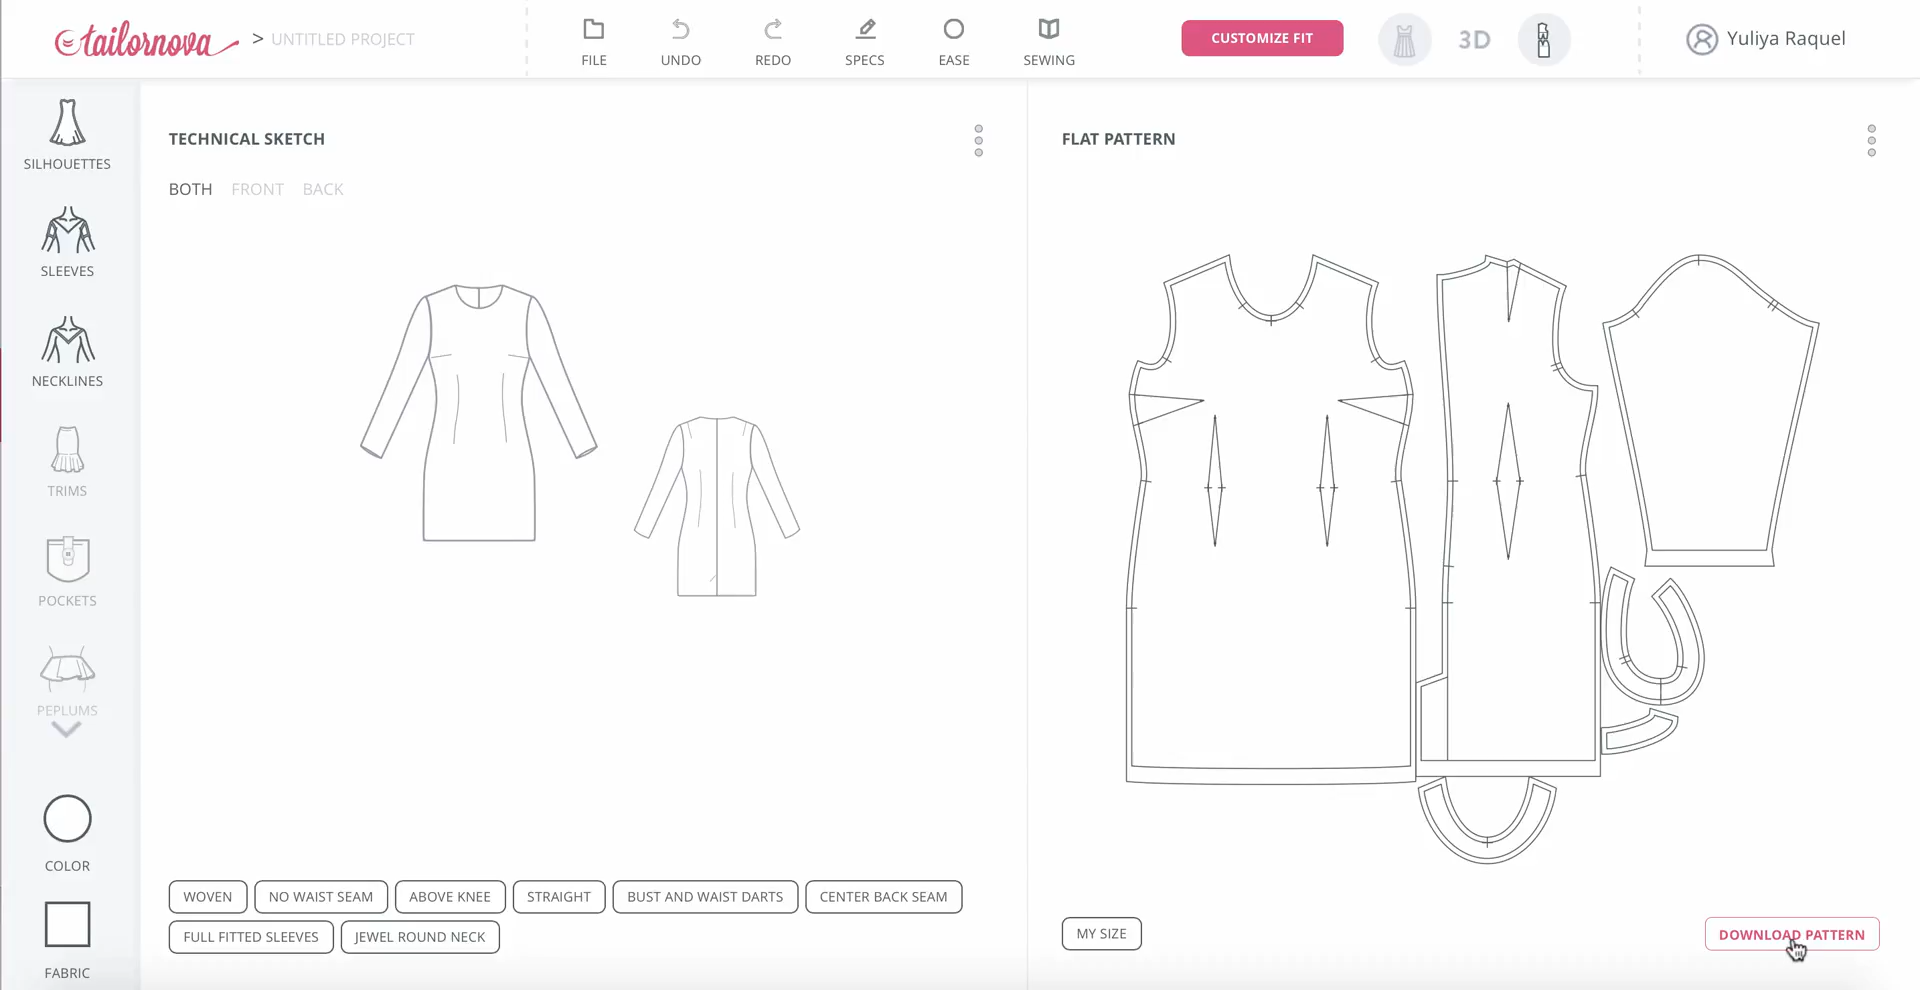 tailornova > UNTITLED PROJECT
FILE
UNDO
REDO
SPECS
EASE
SEWING
CUSTOMIZE FIT
3D
Yuliya Raquel
SILHOUETTES
SLEEVES
NECKLINES
TRIMS
POCKETS
PEPLUMS
COLOR
FABRIC
TECHNICAL SKETCH
BOTH FRONT BACK
WOVEN NO WAIST SEAM ABOVE KNEE STRAIGHT BUST AND WAIST DARTS CENTER BACK SEAM
FULL FITTED SLEEVES JEWEL ROUND NECK
FLAT PATTERN
MY SIZE
DOWNLOAD PATTERN